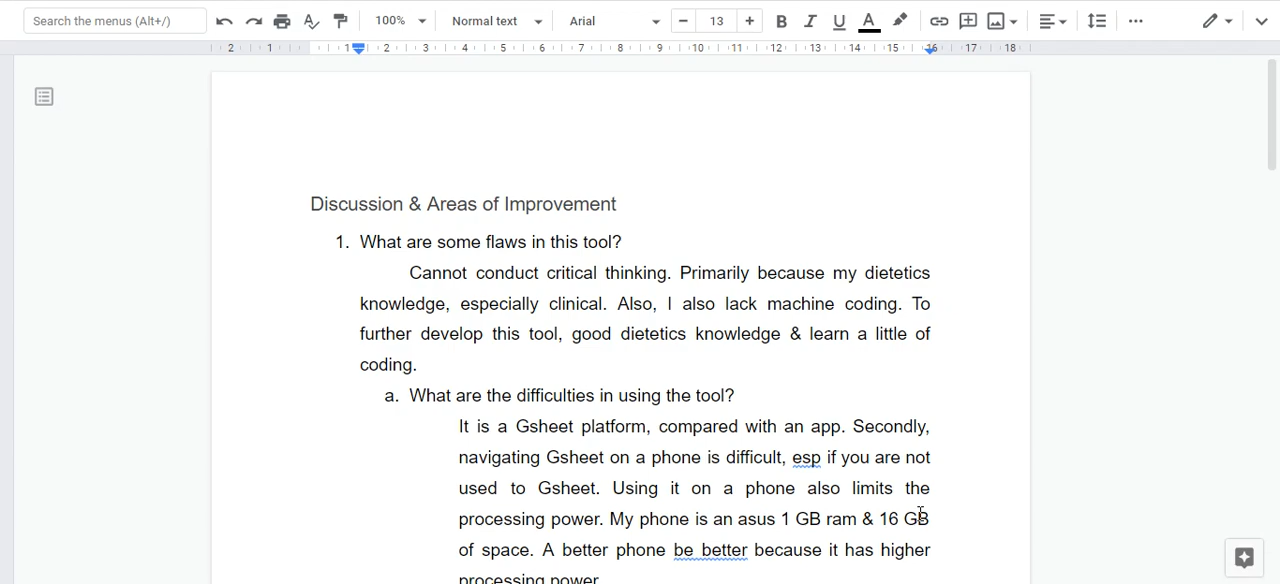 Search the menus (Alt+/)
100%
Normal text
Arial
13
B I U A
2 1 1 2 3 4 5 6 7 8 9 10 11 12 13 14 15 16 17 18
Discussion & Areas of Improvement
1. What are some flaws in this tool?
Cannot conduct critical thinking. Primarily because my dietetics
knowledge, especially clinical. Also, I also lack machine coding. To
further develop this tool, good dietetics knowledge & learn a little of
coding.
a. What are the difficulties in using the tool?
It is a Gsheet platform, compared with an app. Secondly,
navigating Gsheet on a phone is difficult, esp if you are not
used to Gsheet. Using it on a phone also limits the
processing power. My phone is an asus 1 GB ram & 16 GB
of space. A better phone be better because it has higher
processing power.